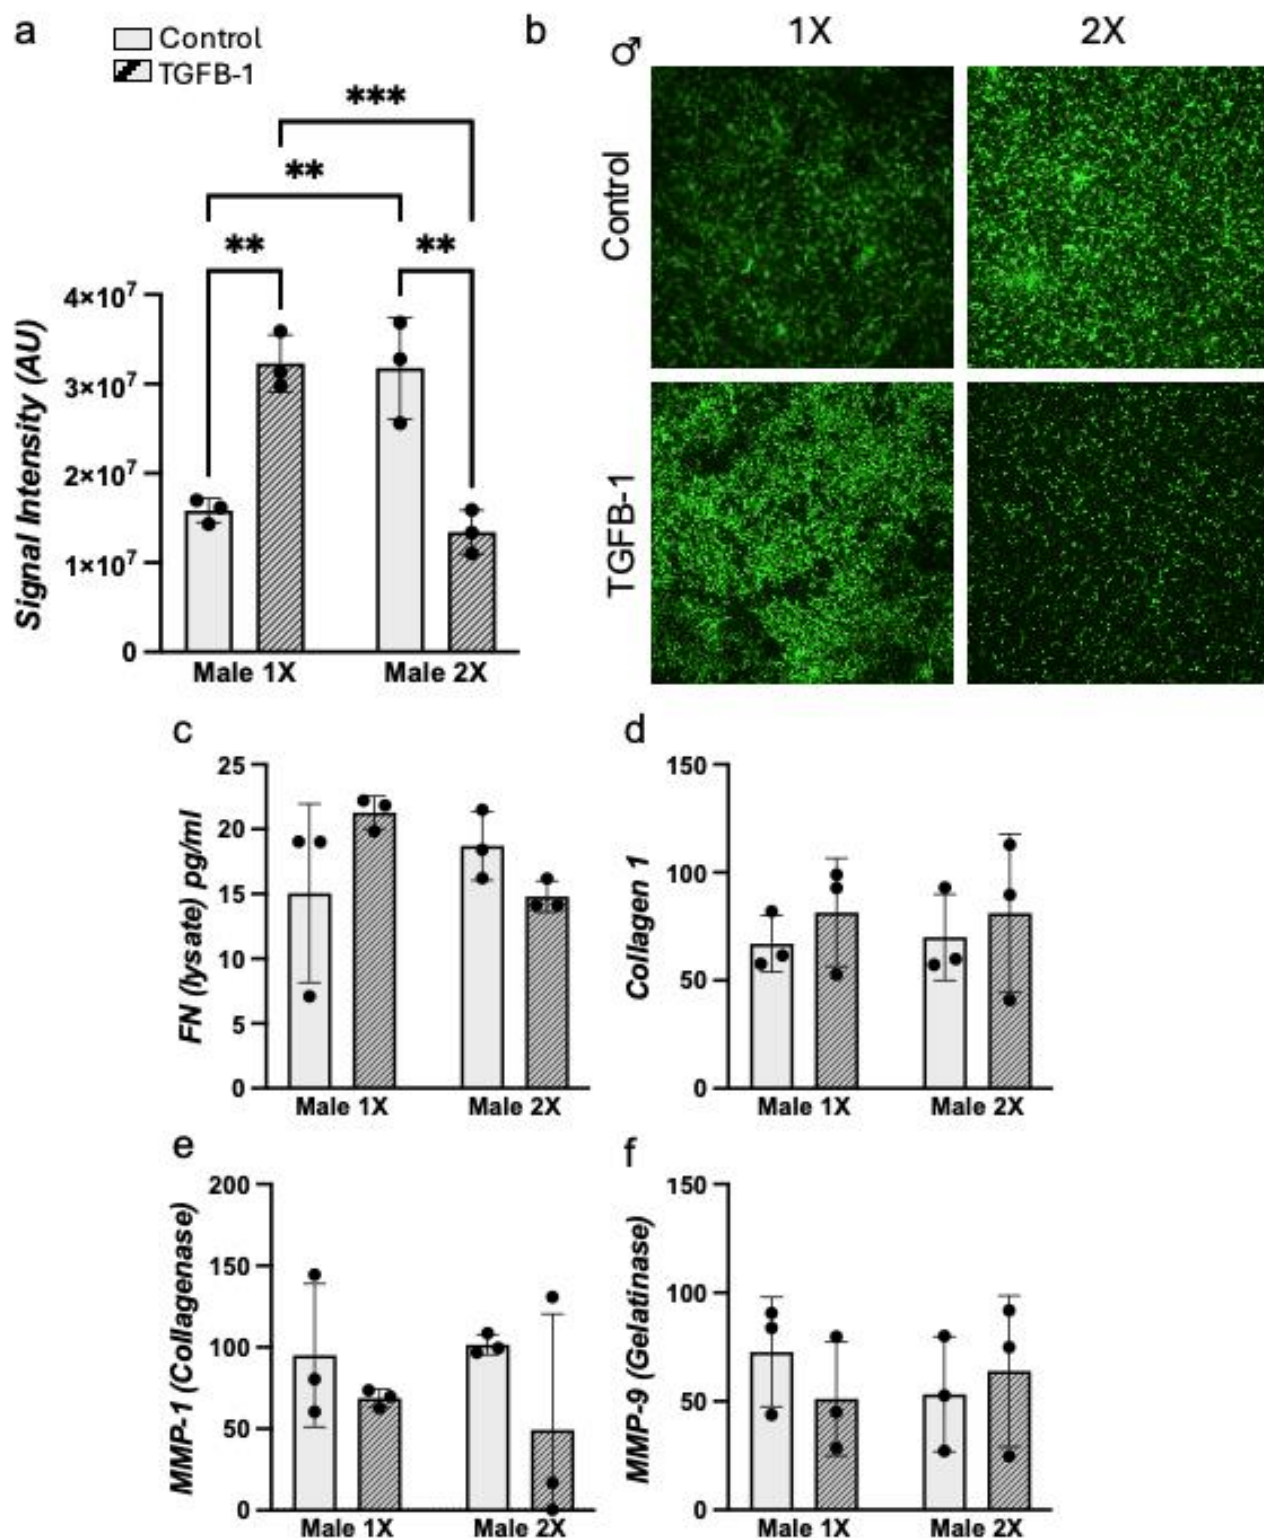 a
Control
TGFB-1
***
**
**
**
4×10⁷
3×10⁷
2×10⁷
1×10⁷
0
Signal Intensity (AU)
Male 1X
Male 2X
b
♂
1X
2X
Control
TGFB-1
c
25
20
15
10
5
0
FN (lysate) pg/ml
Male 1X
Male 2X
d
150
100
50
0
Collagen 1
Male 1X
Male 2X
e
200
150
100
50
0
MMP-1 (Collagenase)
Male 1X
Male 2X
f
150
100
50
0
MMP-9 (Gelatinase)
Male 1X
Male 2X